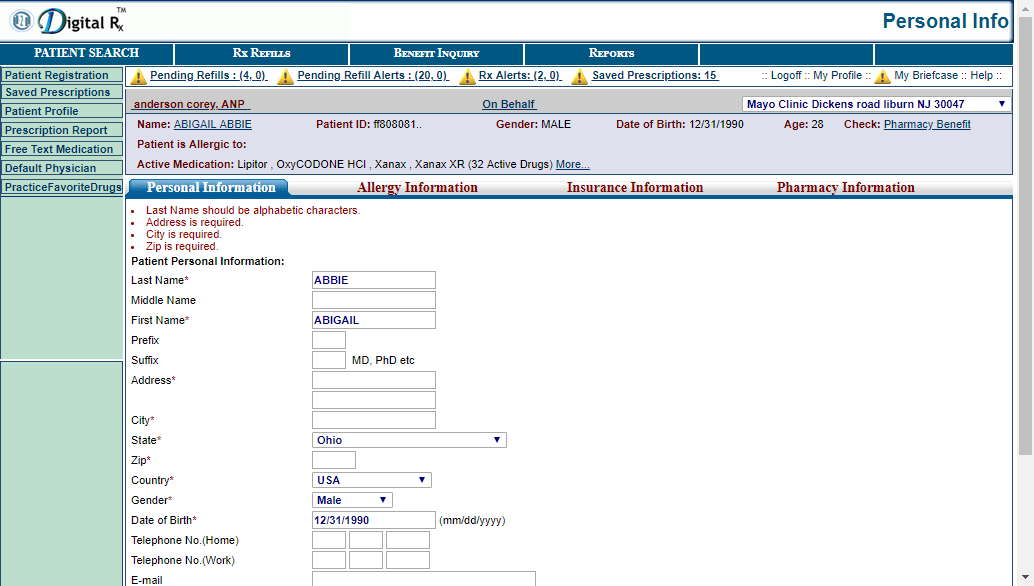 Digital Rx TM
Personal Info
PATIENT SEARCH Rx REFILLS BENEFIT INQUIRY REPORTS
Pending Refills : (4, 0) Pending Refill Alerts : (20, 0) Rx Alerts: (2, 0) Saved Prescriptions: 15 :: Logoff :: My Profile :: My Briefcase :: Help ::
Patient Registration
Saved Prescriptions
Patient Profile
Prescription Report
Free Text Medication
Default Physician
PracticeFavoriteDrugs
anderson corey, ANP On Behalf Mayo Clinic Dickens road liburn NJ 30047
Name: ABIGAIL ABBIE Patient ID: ff808081.. Gender: MALE Date of Birth: 12/31/1990 Age: 28 Check: Pharmacy Benefit
Patient is Allergic to:
Active Medication: Lipitor , OxyCODONE HCl , Xanax , Xanax XR (32 Active Drugs) More...
Personal Information Allergy Information Insurance Information Pharmacy Information
• Last Name should be alphabetic characters.
• Address is required.
• City is required.
• Zip is required.
Patient Personal Information:
Last Name* ABBIE
Middle Name
First Name* ABIGAIL
Prefix
Suffix MD, PhD etc
Address*
City*
State* Ohio
Zip*
Country* USA
Gender* Male
Date of Birth* 12/31/1990 (mm/dd/yyyy)
Telephone No.(Home)
Telephone No.(Work)
E-mail